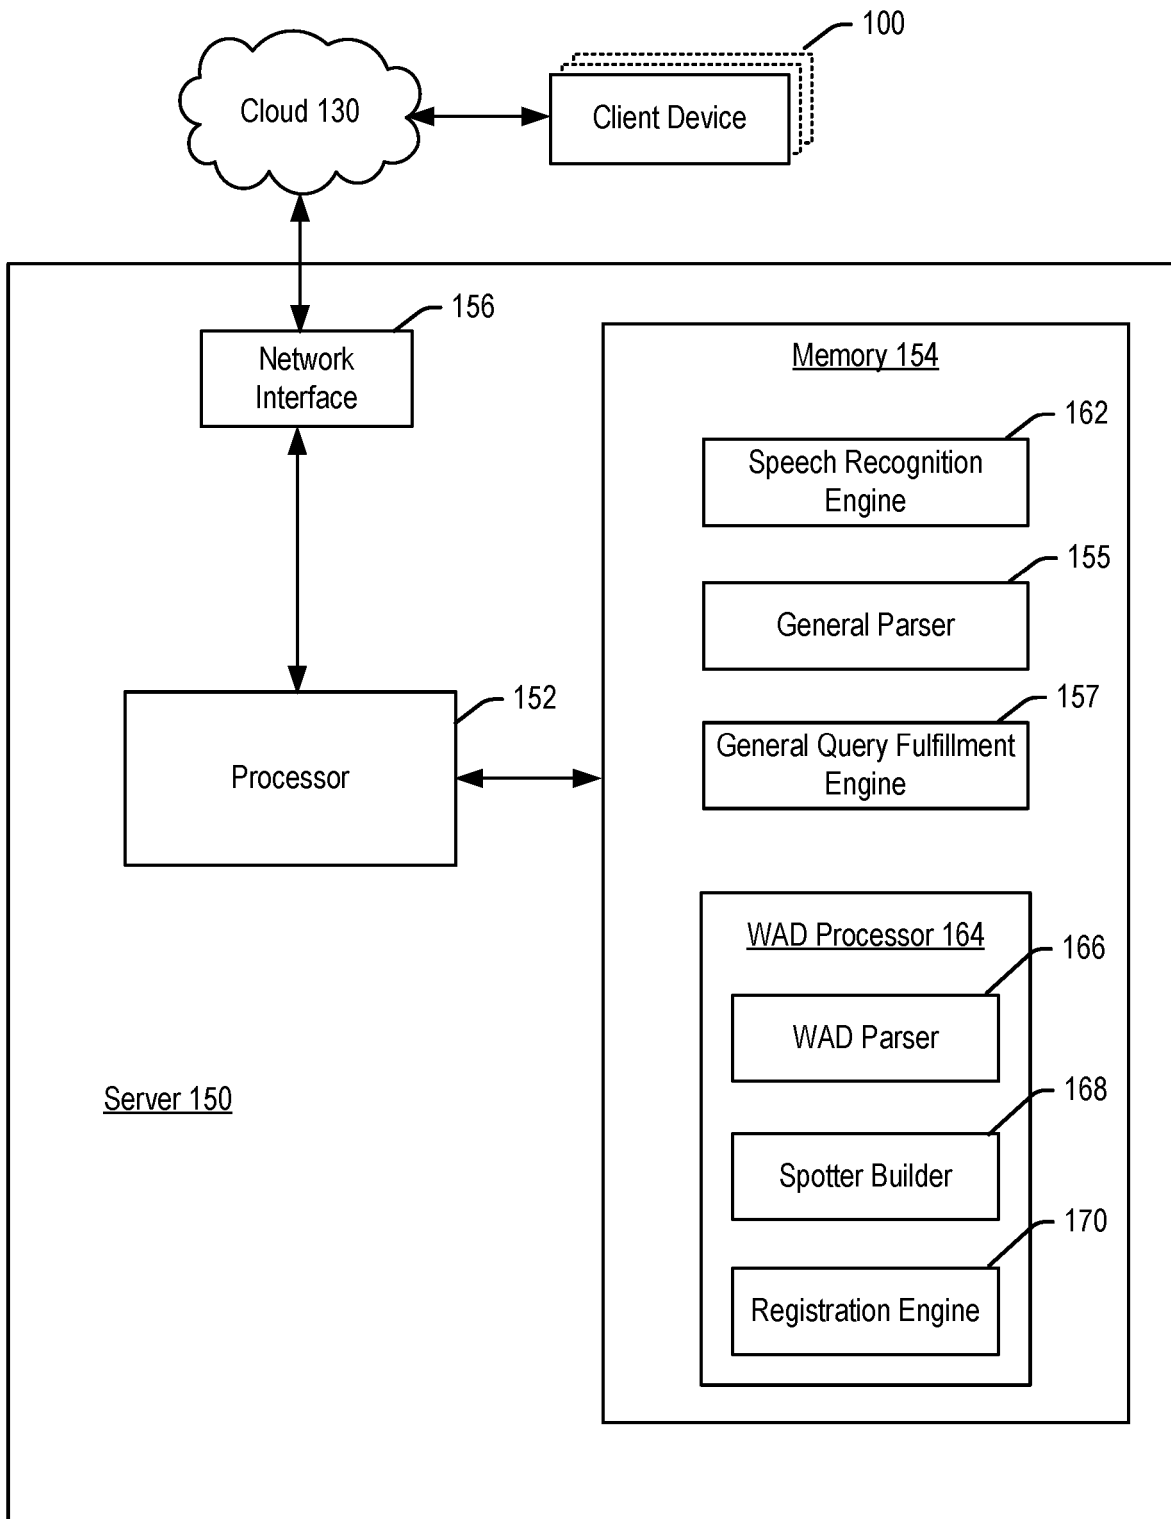 100
Cloud 130
Client Device
156
Network
Interface
Memory 154
162
Speech Recognition
Engine
155
General Parser
152
Processor
157
General Query Fulfillment
Engine
WAD Processor 164
166
WAD Parser
Server 150
168
Spotter Builder
170
Registration Engine